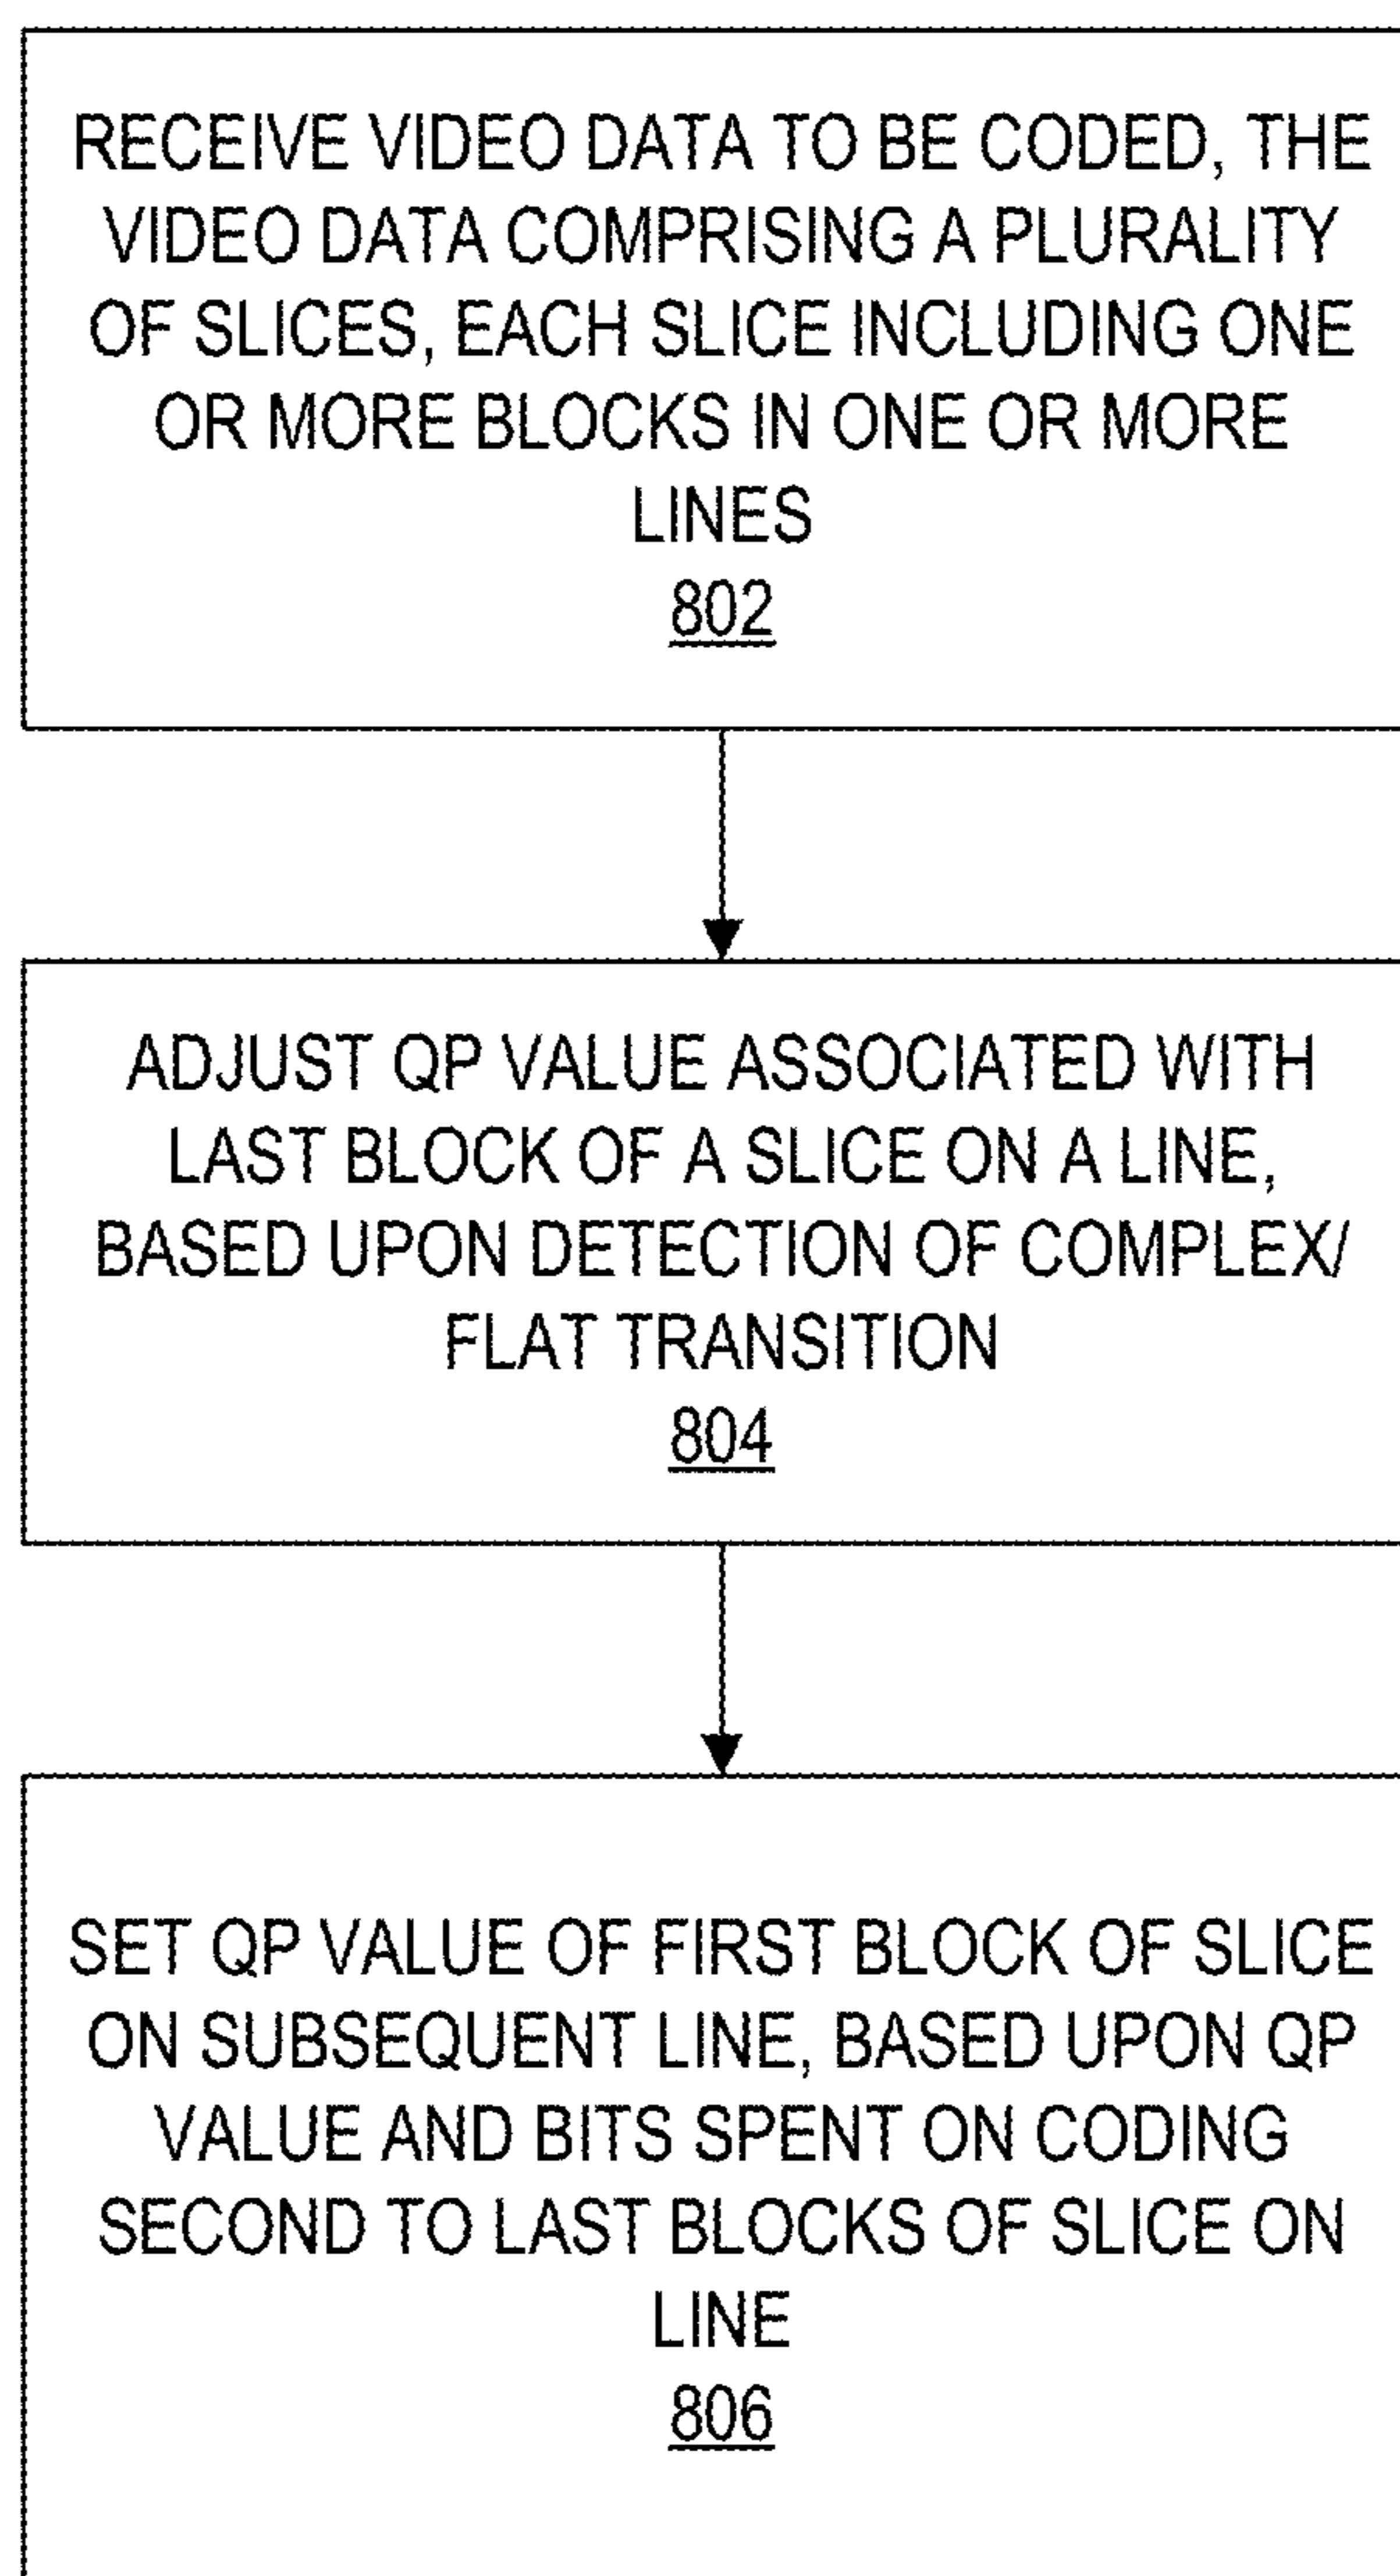 RECEIVE VIDEO DATA TO BE CODED, THE
VIDEO DATA COMPRISING A PLURALITY
OF SLICES, EACH SLICE INCLUDING ONE
OR MORE BLOCKS IN ONE OR MORE
LINES
802
ADJUST QP VALUE ASSOCIATED WITH
LAST BLOCK OF A SLICE ON A LINE,
BASED UPON DETECTION OF COMPLEX/
FLAT TRANSITION
804
SET QP VALUE OF FIRST BLOCK OF SLICE
ON SUBSEQUENT LINE, BASED UPON QP
VALUE AND BITS SPENT ON CODING
SECOND TO LAST BLOCKS OF SLICE ON
LINE
806